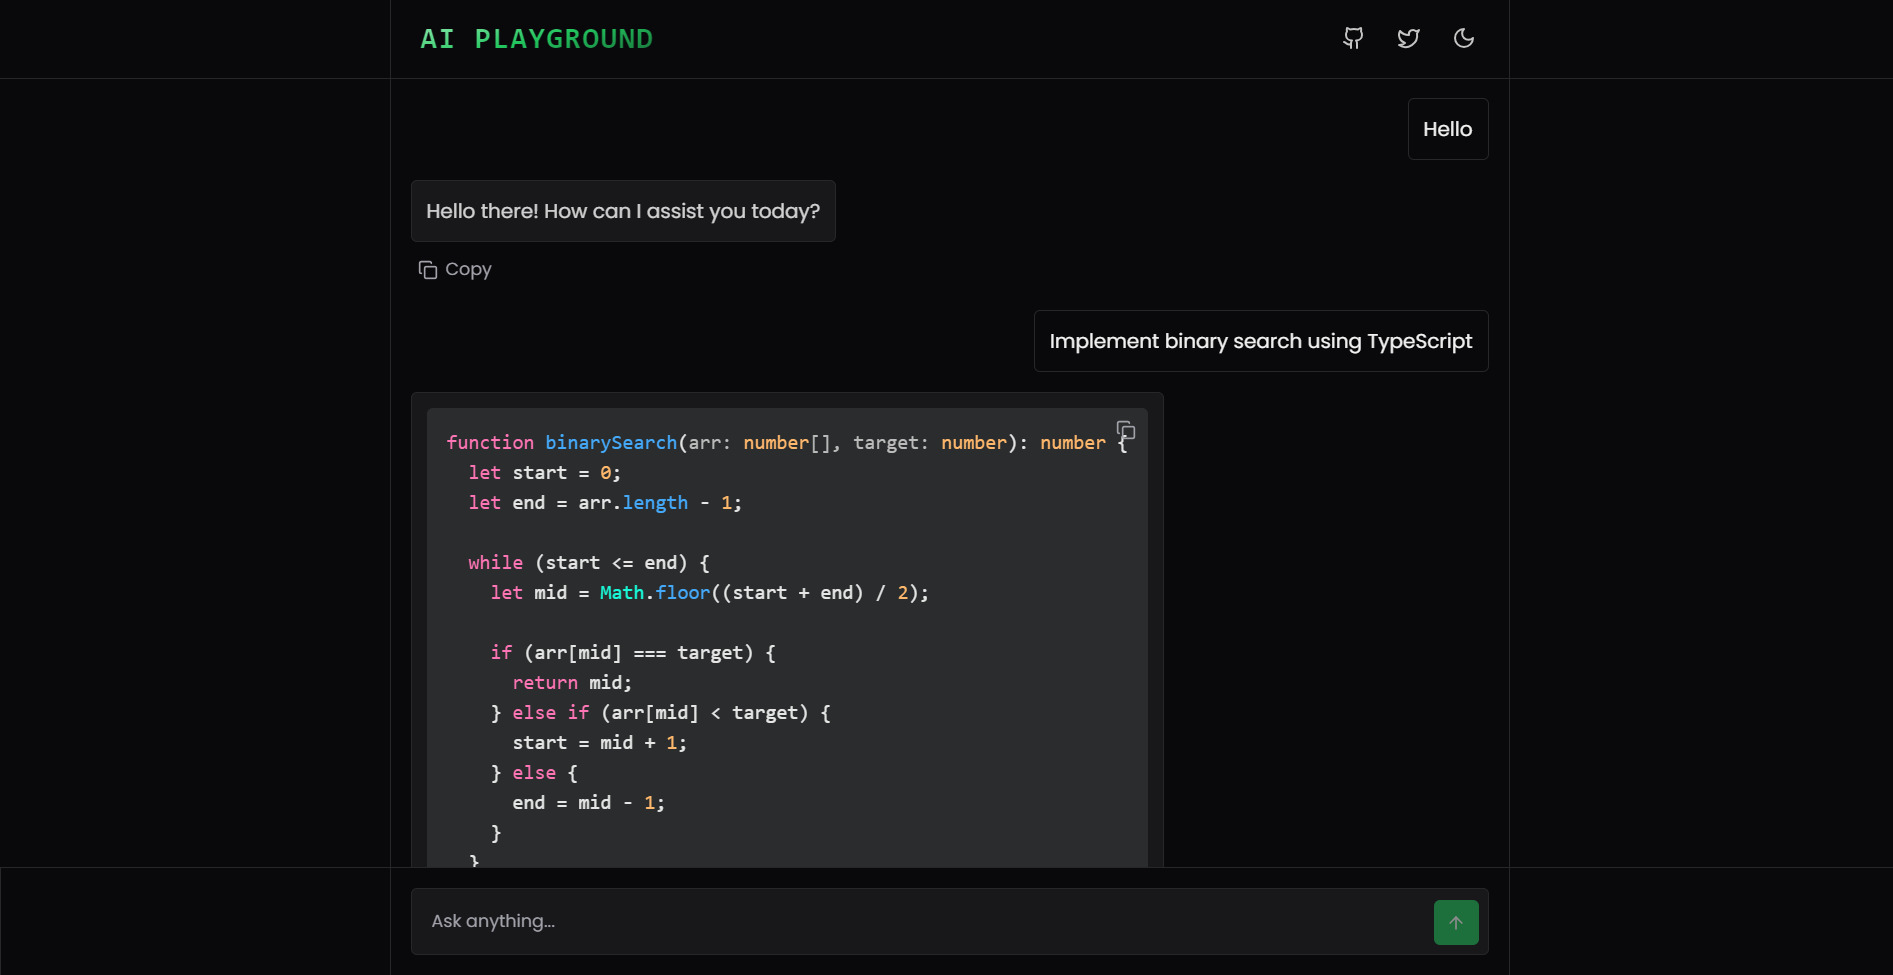 AI PLAYGROUND
Hello
Hello there! How can I assist you today?
Copy
Implement binary search using TypeScript
function binarySearch(arr: number[], target: number): number {
  let start = 0;
  let end = arr.length - 1;

  while (start <= end) {
    let mid = Math.floor((start + end) / 2);

    if (arr[mid] === target) {
      return mid;
    } else if (arr[mid] < target) {
      start = mid + 1;
    } else {
      end = mid - 1;
    }
  }
Ask anything...